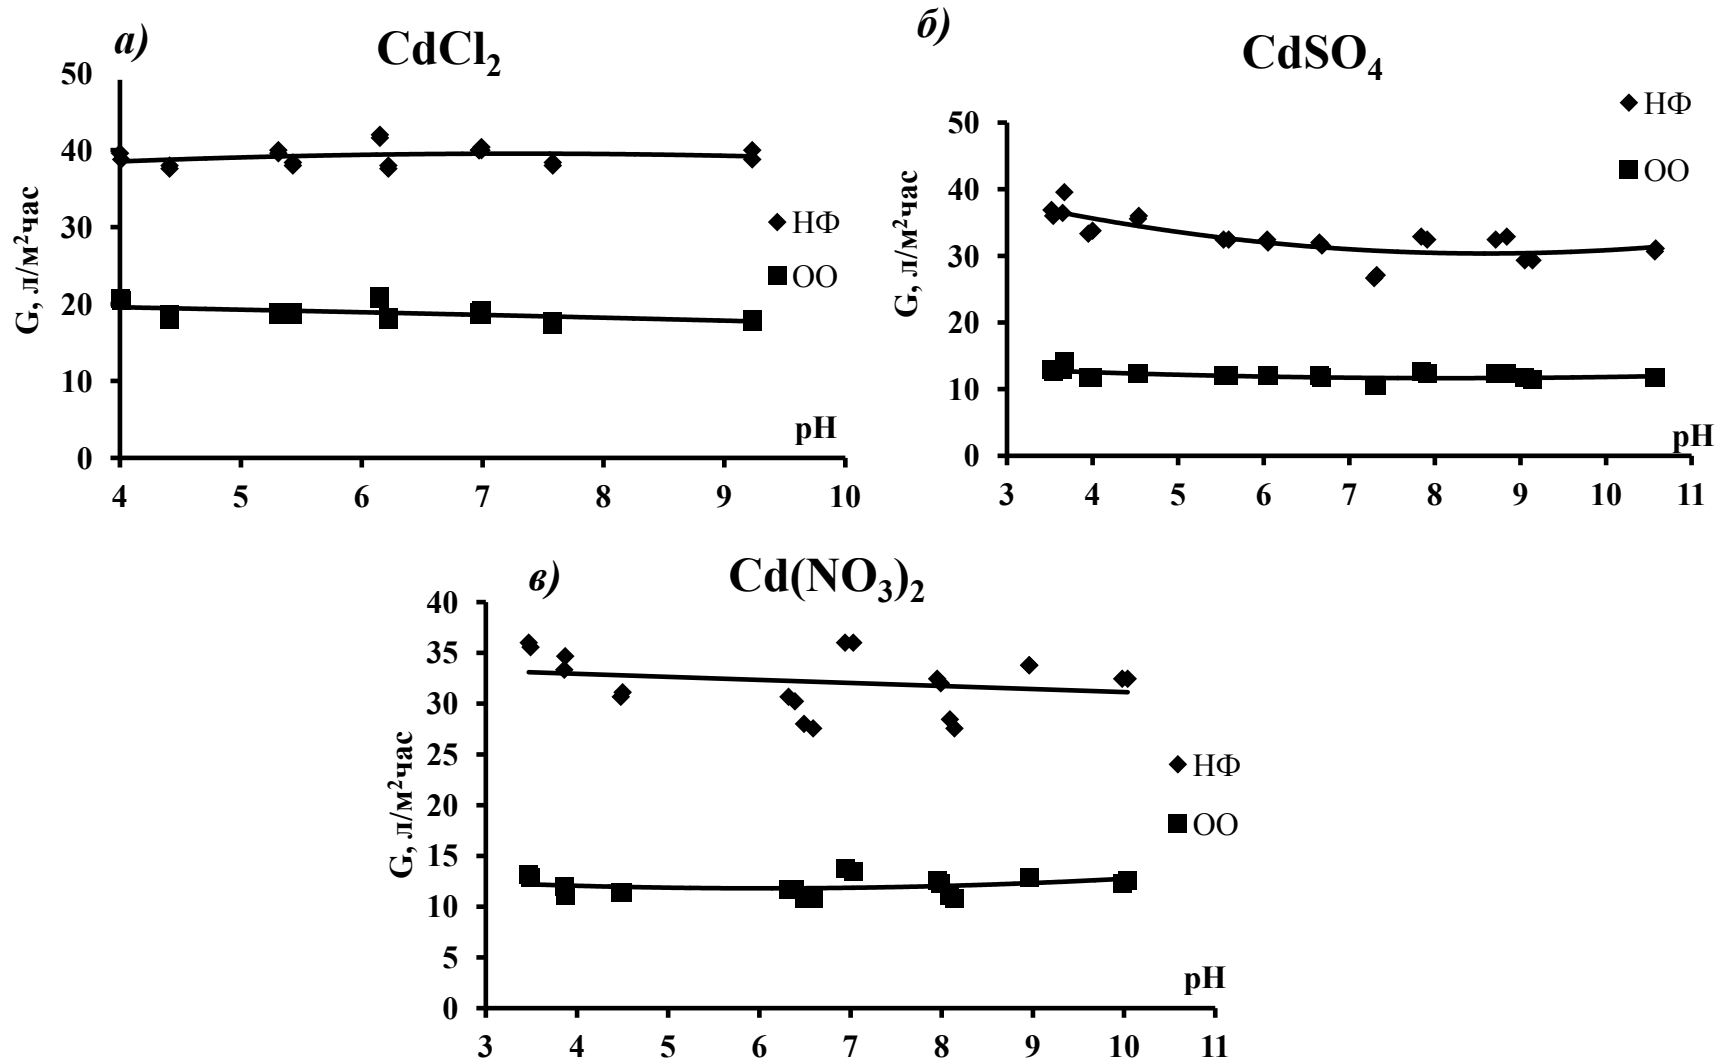 а)
CdCl₂
G, л/м²час
50
40
30
20
10
0
4 5 6 7 8 9 10
pH
НФ
ОО
б)
CdSO₄
G, л/м²час
50
40
30
20
10
0
3 4 5 6 7 8 9 10 11
pH
НФ
ОО
в)
Cd(NO₃)₂
G, л/м²час
40
35
30
25
20
15
10
5
0
3 4 5 6 7 8 9 10 11
pH
НФ
ОО